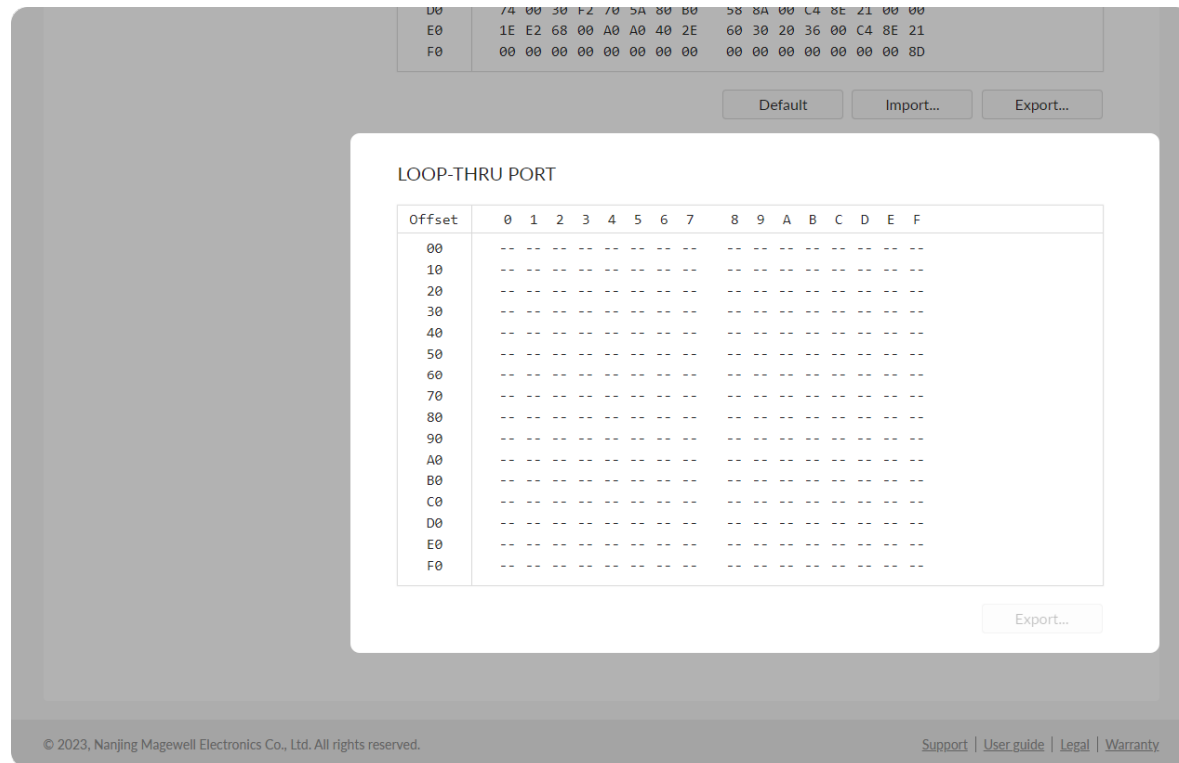 D0 74 00 30 F2 70 5A 80 B0 58 8A 00 C4 8E 21 00 00
E0 1E E2 68 00 A0 A0 40 2E 60 30 20 36 00 C4 8E 21
F0 00 00 00 00 00 00 00 00 00 00 00 00 00 00 00 8D
Default Import... Export...
LOOP-THRU PORT
Offset 0 1 2 3 4 5 6 7 8 9 A B C D E F
00 -- -- -- -- -- -- -- -- -- -- -- -- -- -- -- --
10 -- -- -- -- -- -- -- -- -- -- -- -- -- -- -- --
20 -- -- -- -- -- -- -- -- -- -- -- -- -- -- -- --
30 -- -- -- -- -- -- -- -- -- -- -- -- -- -- -- --
40 -- -- -- -- -- -- -- -- -- -- -- -- -- -- -- --
50 -- -- -- -- -- -- -- -- -- -- -- -- -- -- -- --
60 -- -- -- -- -- -- -- -- -- -- -- -- -- -- -- --
70 -- -- -- -- -- -- -- -- -- -- -- -- -- -- -- --
80 -- -- -- -- -- -- -- -- -- -- -- -- -- -- -- --
90 -- -- -- -- -- -- -- -- -- -- -- -- -- -- -- --
A0 -- -- -- -- -- -- -- -- -- -- -- -- -- -- -- --
B0 -- -- -- -- -- -- -- -- -- -- -- -- -- -- -- --
C0 -- -- -- -- -- -- -- -- -- -- -- -- -- -- -- --
D0 -- -- -- -- -- -- -- -- -- -- -- -- -- -- -- --
E0 -- -- -- -- -- -- -- -- -- -- -- -- -- -- -- --
F0 -- -- -- -- -- -- -- -- -- -- -- -- -- -- -- --
Export...
© 2023, Nanjing Magewell Electronics Co., Ltd. All rights reserved. Support | User guide | Legal | Warranty